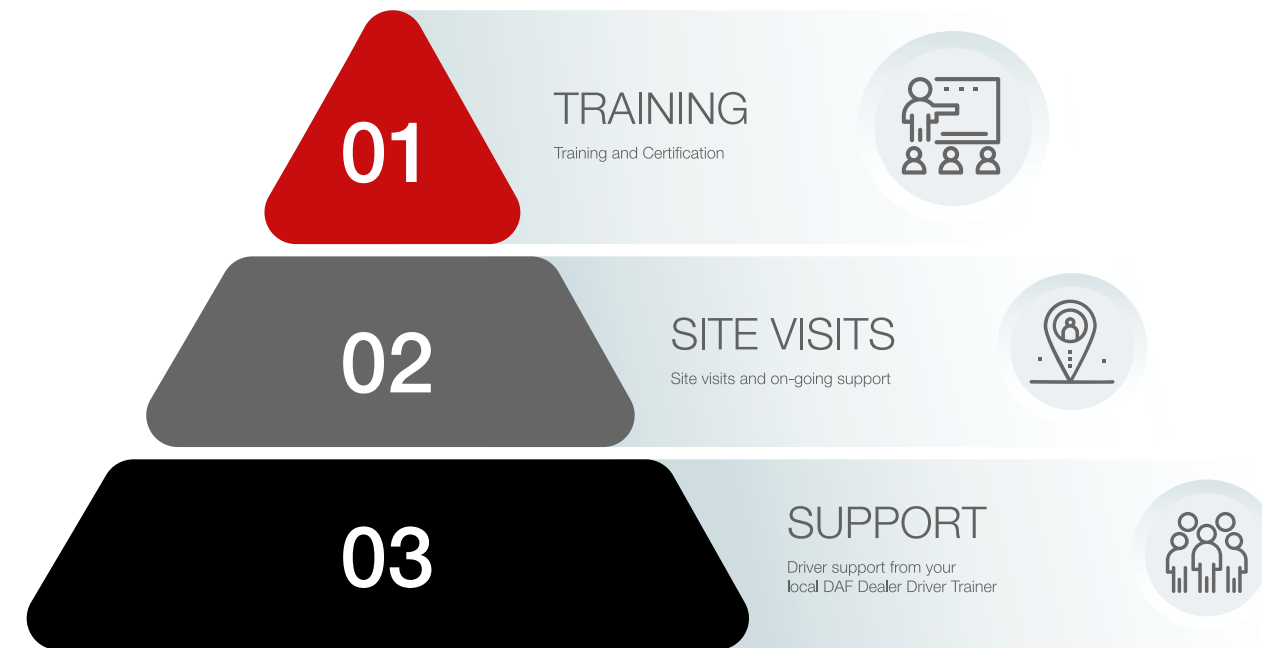 01
TRAINING
Training and Certification
02
SITE VISITS
Site visits and on-going support
03
SUPPORT
Driver support from your
local DAF Dealer Driver Trainer